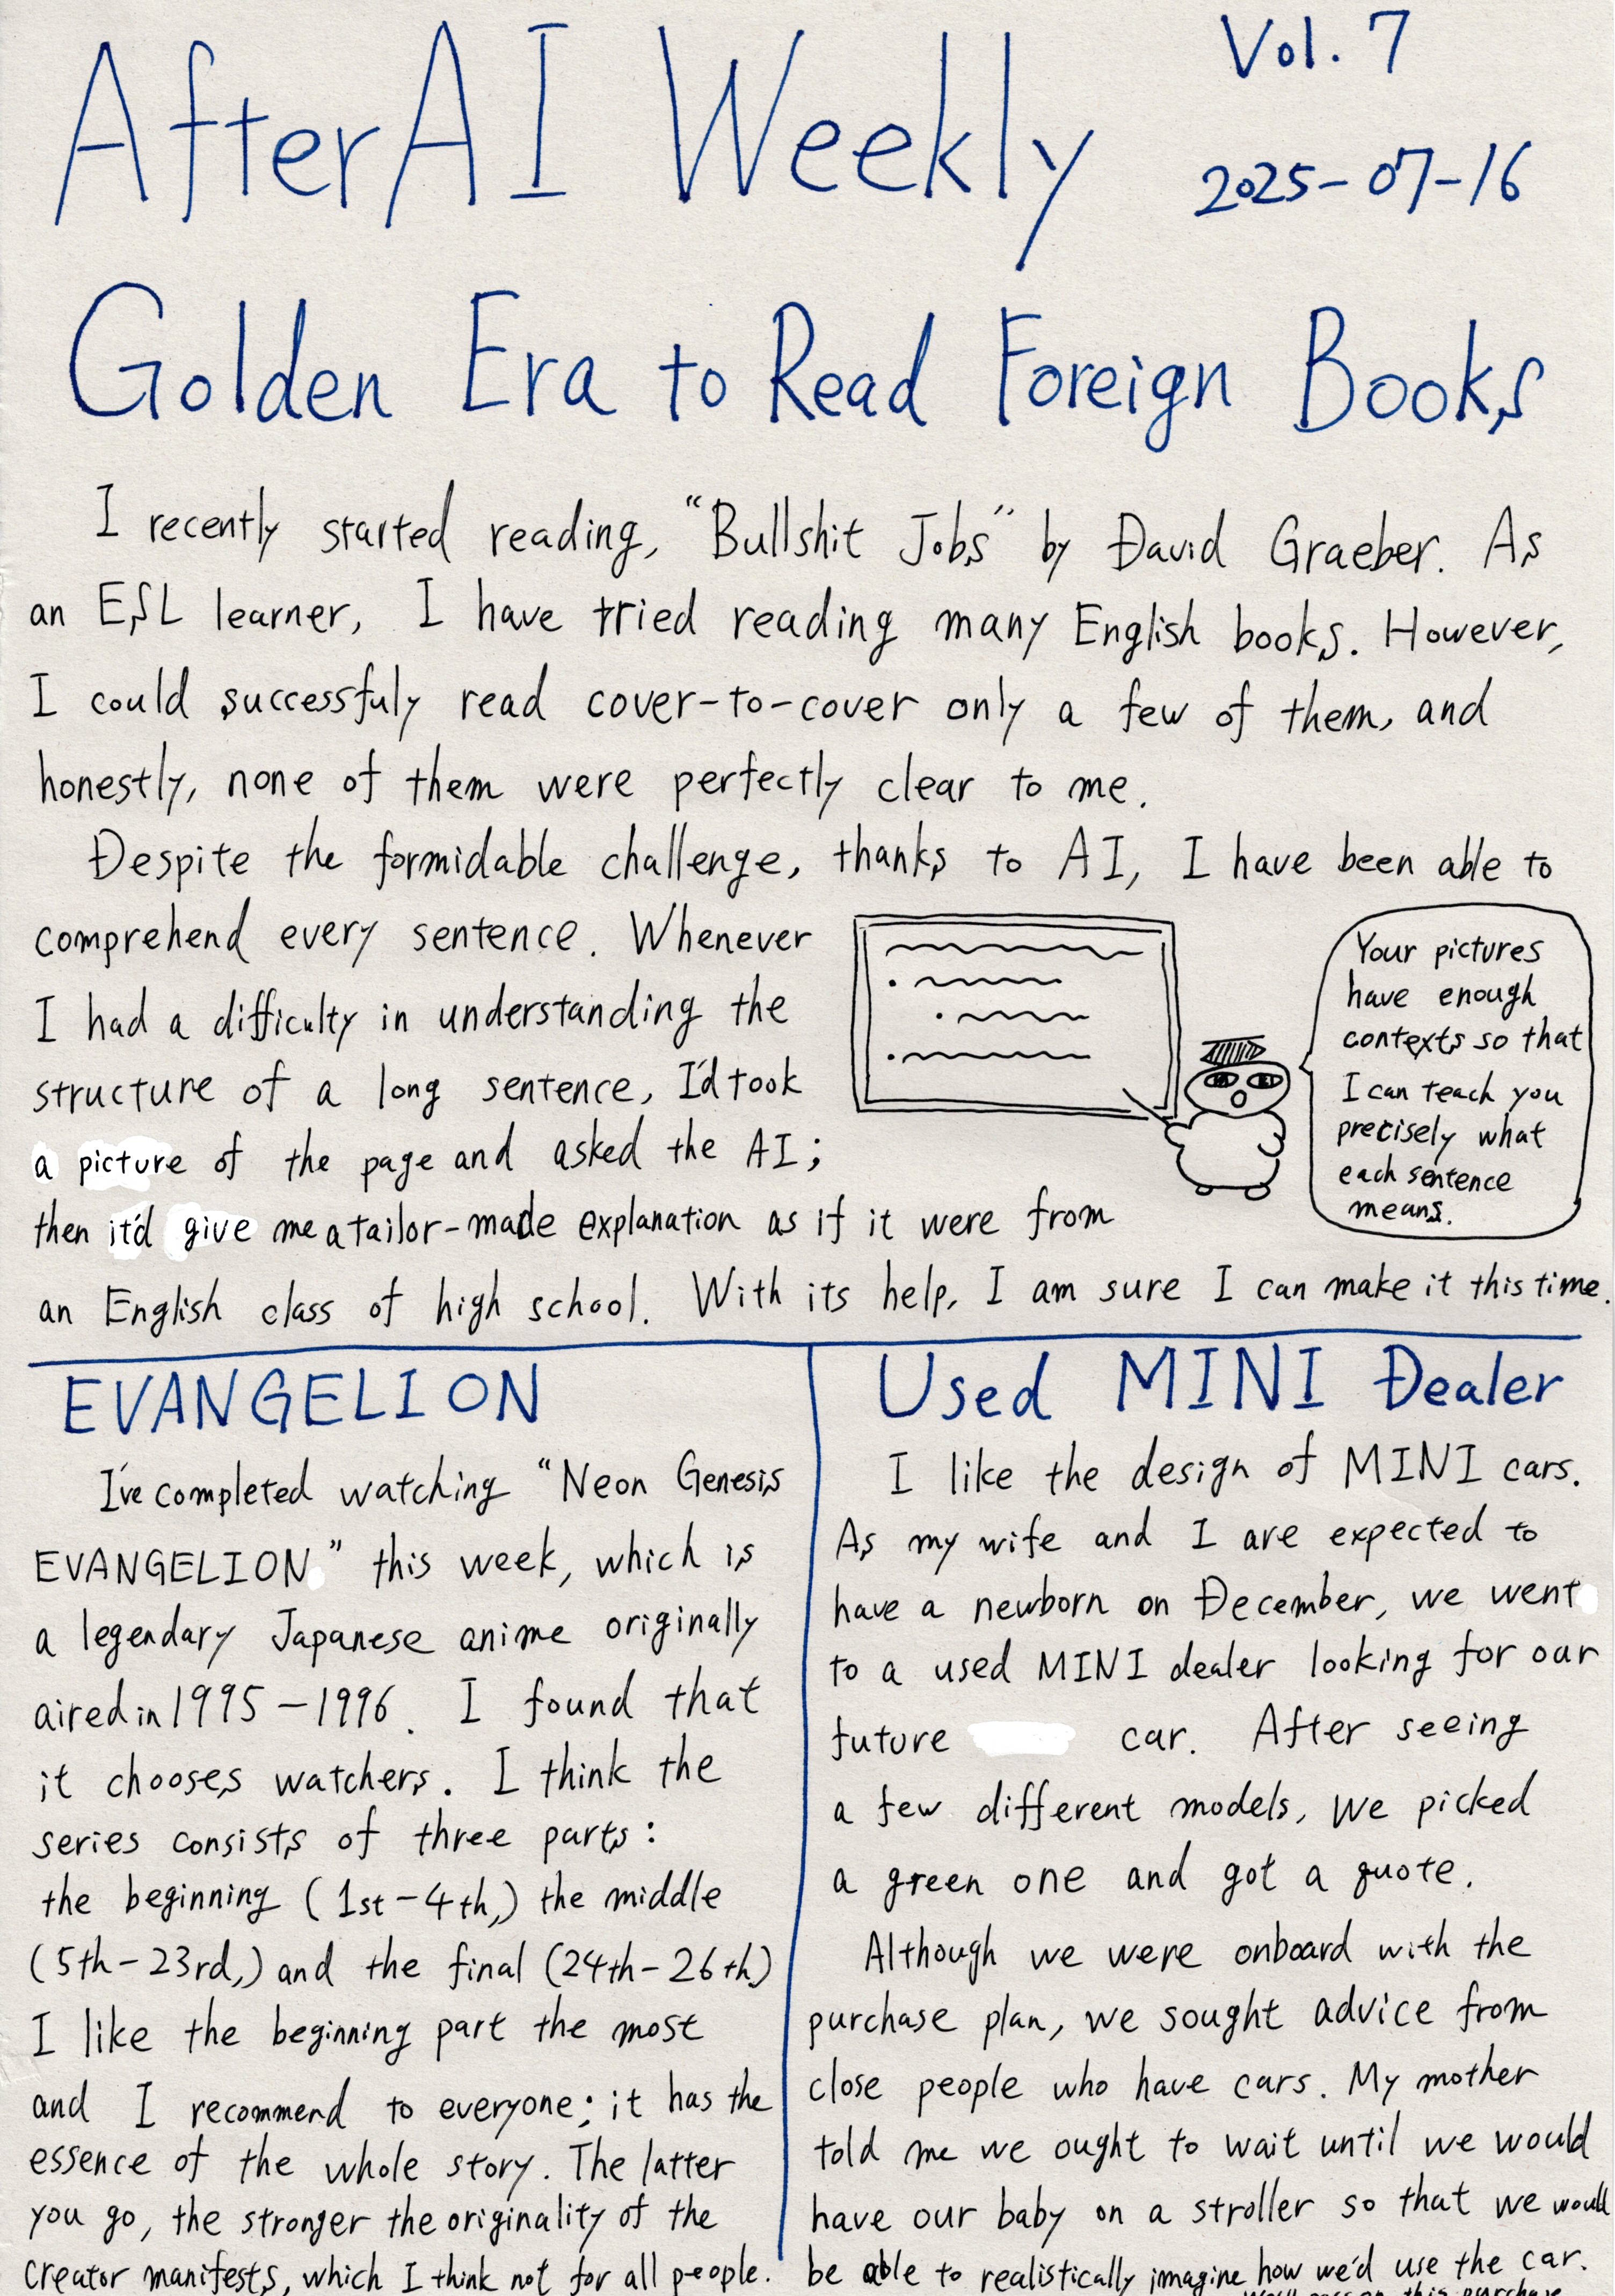 AfterAI Weekly
Vol. 7
2025-07-16
Golden Era to Read Foreign Books
I recently started reading, "Bullshit Jobs" by David Graeber. As
an ESL learner, I have tried reading many English books. However,
I could successfuly read cover-to-cover only a few of them, and
honestly, none of them were perfectly clear to me.
Despite the formidable challenge, thanks to AI, I have been able to
comprehend every sentence. Whenever
I had a difficulty in understanding the
structure of a long sentence, I'd took
a picture of the page and asked the AI;
then it'd give me a tailor-made explanation as if it were from
an English class of high school. With its help, I am sure I can make it this time.
Your pictures
have enough
contexts so that
I can teach you
precisely what
each sentence
means.
EVANGELION
I've completed watching "Neon Genesis
EVANGELION" this week, which is
a legendary Japanese anime originally
aired in 1995-1996. I found that
it chooses watchers. I think the
series consists of three parts:
the beginning (1st-4th,) the middle
(5th-23rd,) and the final (24th-26th)
I like the beginning part the most
and I recommend to everyone; it has the
essence of the whole story. The latter
you go, the stronger the originality of the
creator manifests, which I think not for all people.
Used MINI Dealer
I like the design of MINI cars.
As my wife and I are expected to
have a newborn on December, we went
to a used MINI dealer looking for our
future car. After seeing
a few different models, we picked
a green one and got a quote.
Although we were onboard with the
purchase plan, we sought advice from
close people who have cars. My mother
told me we ought to wait until we would
have our baby on a stroller so that we would
be able to realistically imagine how we'd use the car.